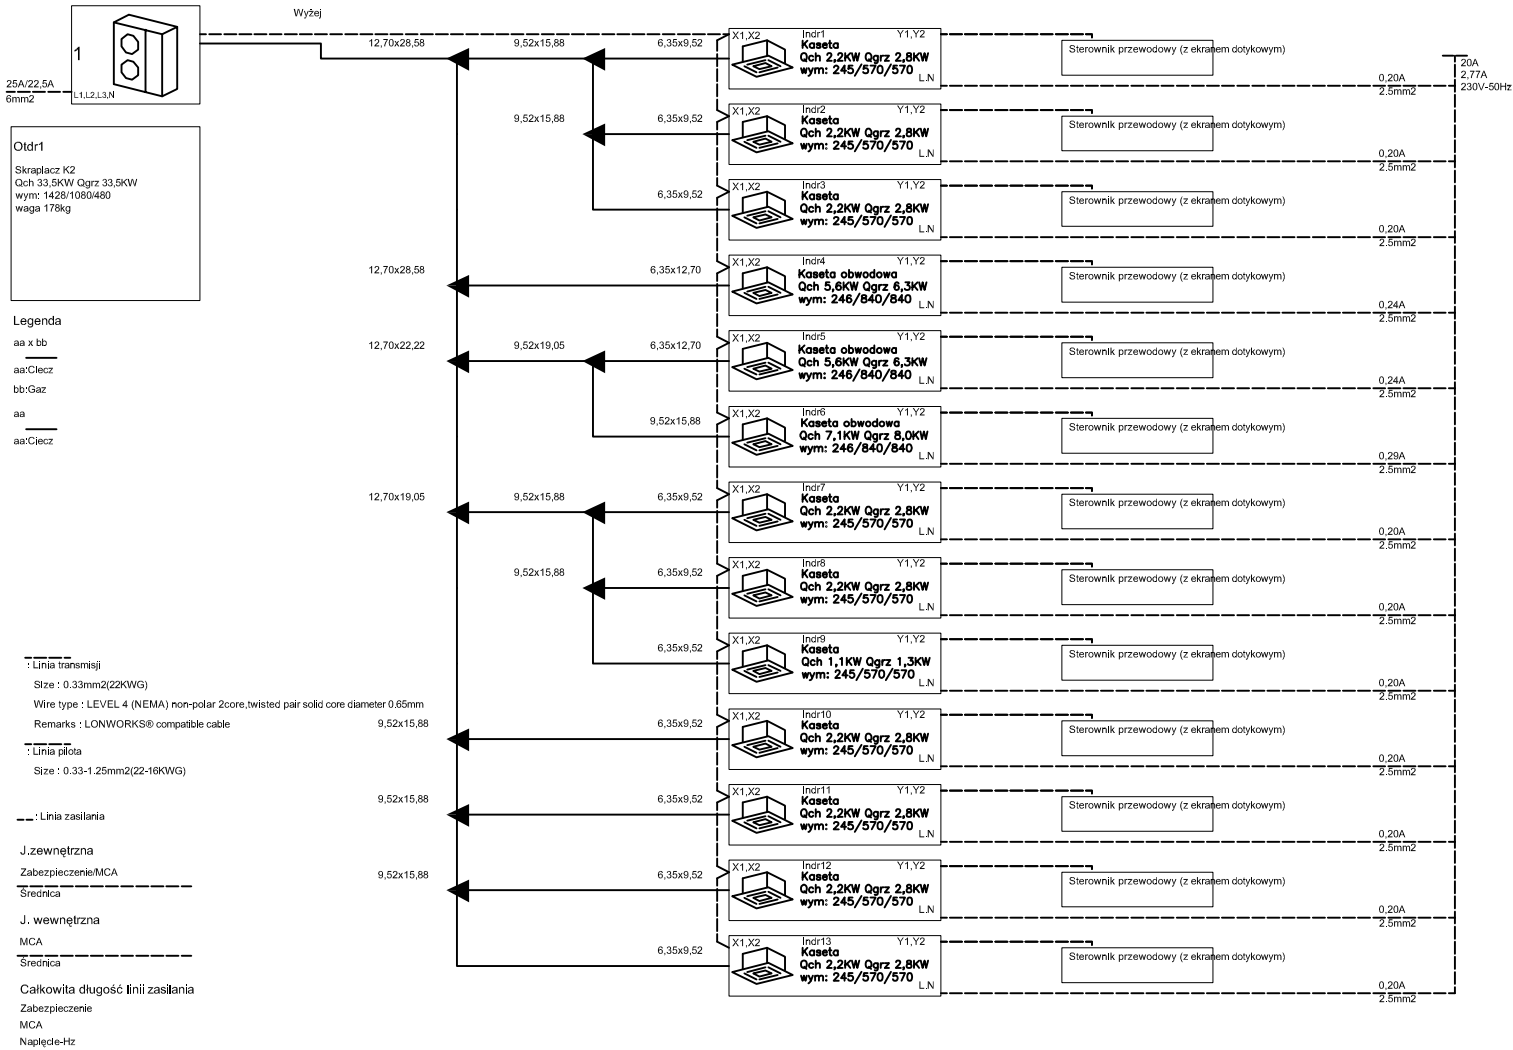 Wyżej
1
L1,L2,L3,N
25A/22,5A
6mm2
Otdr1
Skraplacz K2
Qch 33,5KW Qgrz 33,5KW
wym: 1428/1080/480
waga 178kg
Legenda
aa x bb
aa:Ciecz
bb:Gaz
aa
aa:Ciecz
: Linia transmisji
Size : 0.33mm2(22KWG)
Wire type : LEVEL 4 (NEMA) non-polar 2core,twisted pair solid core diameter 0.65mm
Remarks : LONWORKS® compatible cable
: Linia pilota
Size : 0.33-1.25mm2(22-16KWG)
: Linia zasilania
J.zewnętrzna
Zabezpieczenie/MCA
Średnica
J. wewnętrzna
MCA
Średnica
Całkowita długość linii zasilania
Zabezpieczenie
MCA
Napięcie-Hz
12,70x28,58 9,52x15,88 6,35x9,52
X1,X2 Indr1 Y1,Y2
Kaseta
Qch 2,2KW Qgrz 2,8KW
wym: 245/570/570
L.N
Sterownik przewodowy (z ekranem dotykowym)
0,20A
2.5mm2
20A
2,77A
230V-50Hz
9,52x15,88 6,35x9,52
X1,X2 Indr2 Y1,Y2
Kaseta
Qch 2,2KW Qgrz 2,8KW
wym: 245/570/570
L.N
Sterownik przewodowy (z ekranem dotykowym)
0,20A
2.5mm2
6,35x9,52
X1,X2 Indr3 Y1,Y2
Kaseta
Qch 2,2KW Qgrz 2,8KW
wym: 245/570/570
L.N
Sterownik przewodowy (z ekranem dotykowym)
0,20A
2.5mm2
12,70x28,58 6,35x12,70
X1,X2 Indr4 Y1,Y2
Kaseta obwodowa
Qch 5,6KW Qgrz 6,3KW
wym: 246/840/840
L.N
Sterownik przewodowy (z ekranem dotykowym)
0,24A
2.5mm2
12,70x22,22 9,52x19,05 6,35x12,70
X1,X2 Indr5 Y1,Y2
Kaseta obwodowa
Qch 5,6KW Qgrz 6,3KW
wym: 246/840/840
L.N
Sterownik przewodowy (z ekranem dotykowym)
0,24A
2.5mm2
9,52x15,88
X1,X2 Indr6 Y1,Y2
Kaseta obwodowa
Qch 7,1KW Qgrz 8,0KW
wym: 246/840/840
L.N
Sterownik przewodowy (z ekranem dotykowym)
0,29A
2.5mm2
12,70x19,05 9,52x15,88 6,35x9,52
X1,X2 Indr7 Y1,Y2
Kaseta
Qch 2,2KW Qgrz 2,8KW
wym: 245/570/570
L.N
Sterownik przewodowy (z ekranem dotykowym)
0,20A
2.5mm2
9,52x15,88 6,35x9,52
X1,X2 Indr8 Y1,Y2
Kaseta
Qch 2,2KW Qgrz 2,8KW
wym: 245/570/570
L.N
Sterownik przewodowy (z ekranem dotykowym)
0,20A
2.5mm2
6,35x9,52
X1,X2 Indr9 Y1,Y2
Kaseta
Qch 1,1KW Qgrz 1,3KW
wym: 245/570/570
L.N
Sterownik przewodowy (z ekranem dotykowym)
0,20A
2.5mm2
9,52x15,88 6,35x9,52
X1,X2 Indr10 Y1,Y2
Kaseta
Qch 2,2KW Qgrz 2,8KW
wym: 245/570/570
L.N
Sterownik przewodowy (z ekranem dotykowym)
0,20A
2.5mm2
9,52x15,88 6,35x9,52
X1,X2 Indr11 Y1,Y2
Kaseta
Qch 2,2KW Qgrz 2,8KW
wym: 245/570/570
L.N
Sterownik przewodowy (z ekranem dotykowym)
0,20A
2.5mm2
9,52x15,88 6,35x9,52
X1,X2 Indr12 Y1,Y2
Kaseta
Qch 2,2KW Qgrz 2,8KW
wym: 245/570/570
L.N
Sterownik przewodowy (z ekranem dotykowym)
0,20A
2.5mm2
6,35x9,52
X1,X2 Indr13 Y1,Y2
Kaseta
Qch 2,2KW Qgrz 2,8KW
wym: 245/570/570
L.N
Sterownik przewodowy (z ekranem dotykowym)
0,20A
2.5mm2